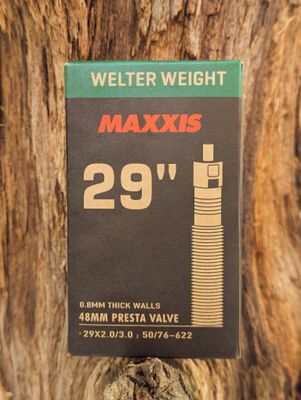 WELTER WEIGHT
MAXXIS
29"
0.8MM THICK WALLS
48MM PRESTA VALVE
29X2.0/3.0 ; 50/76-622